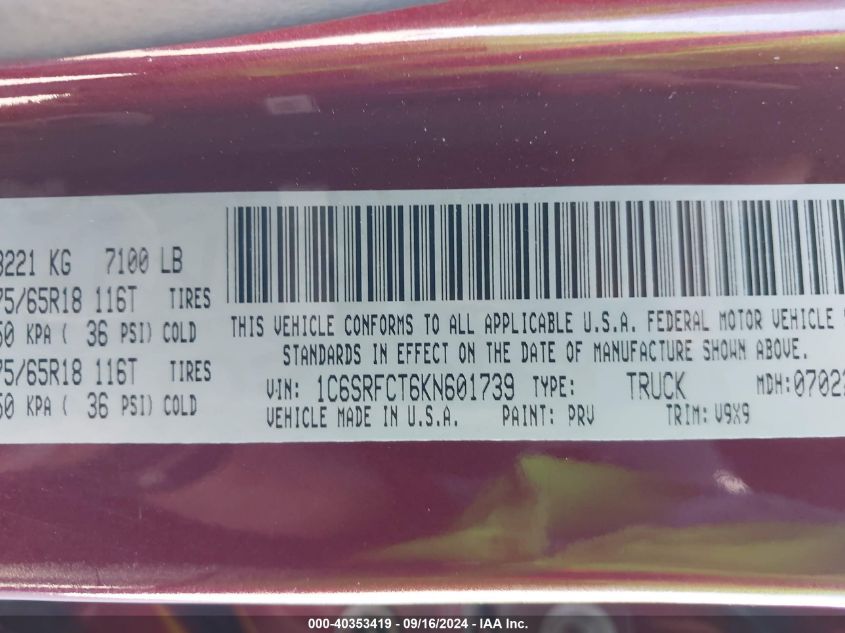 3221 KG 7100 LB
75/65R18 116T TIRES
50 KPA ( 36 PSI) COLD
75/65R18 116T TIRES
50 KPA ( 36 PSI) COLD
THIS VEHICLE CONFORMS TO ALL APPLICABLE U.S.A. FEDERAL MOTOR VEHICLE
STANDARDS IN EFFECT ON THE DATE OF MANUFACTURE SHOWN ABOVE.
VIN: 1C6SRFCT6KN601739 TYPE: TRUCK MDH: 07022
VEHICLE MADE IN U.S.A. PAINT: PRV TRIM: V9X9
000-40353419 - 09/16/2024 - IAA Inc.